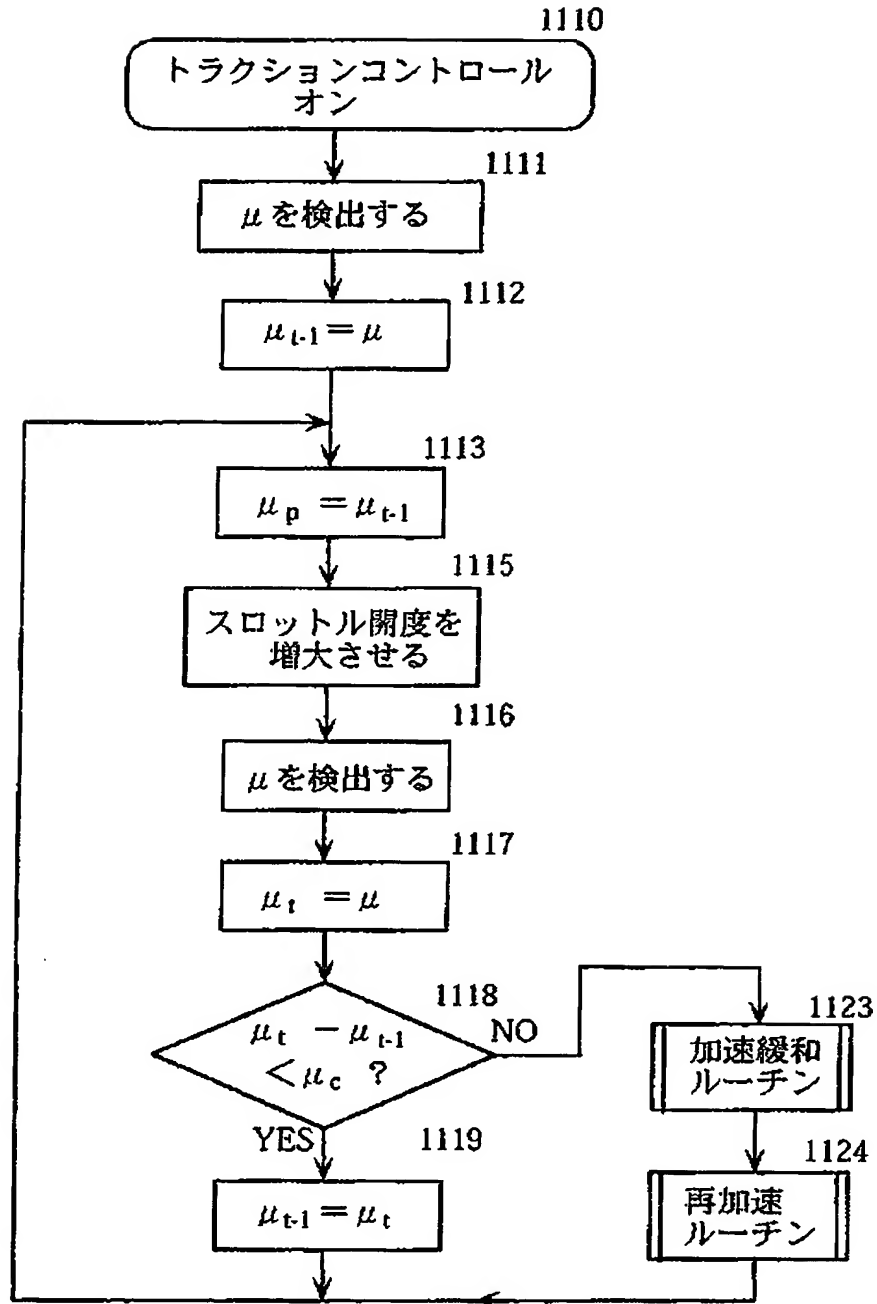 1110
トラクションコントロール
オン
1111
μを検出する
1112
μt-1=μ
1113
μp =μt-1
1115
スロットル開度を
増大させる
1116
μを検出する
1117
μt =μ
1118
μt -μt-1
<μc ?
NO
YES
1119
μt-1=μt
1123
加速緩和
ルーチン
1124
再加速
ルーチン